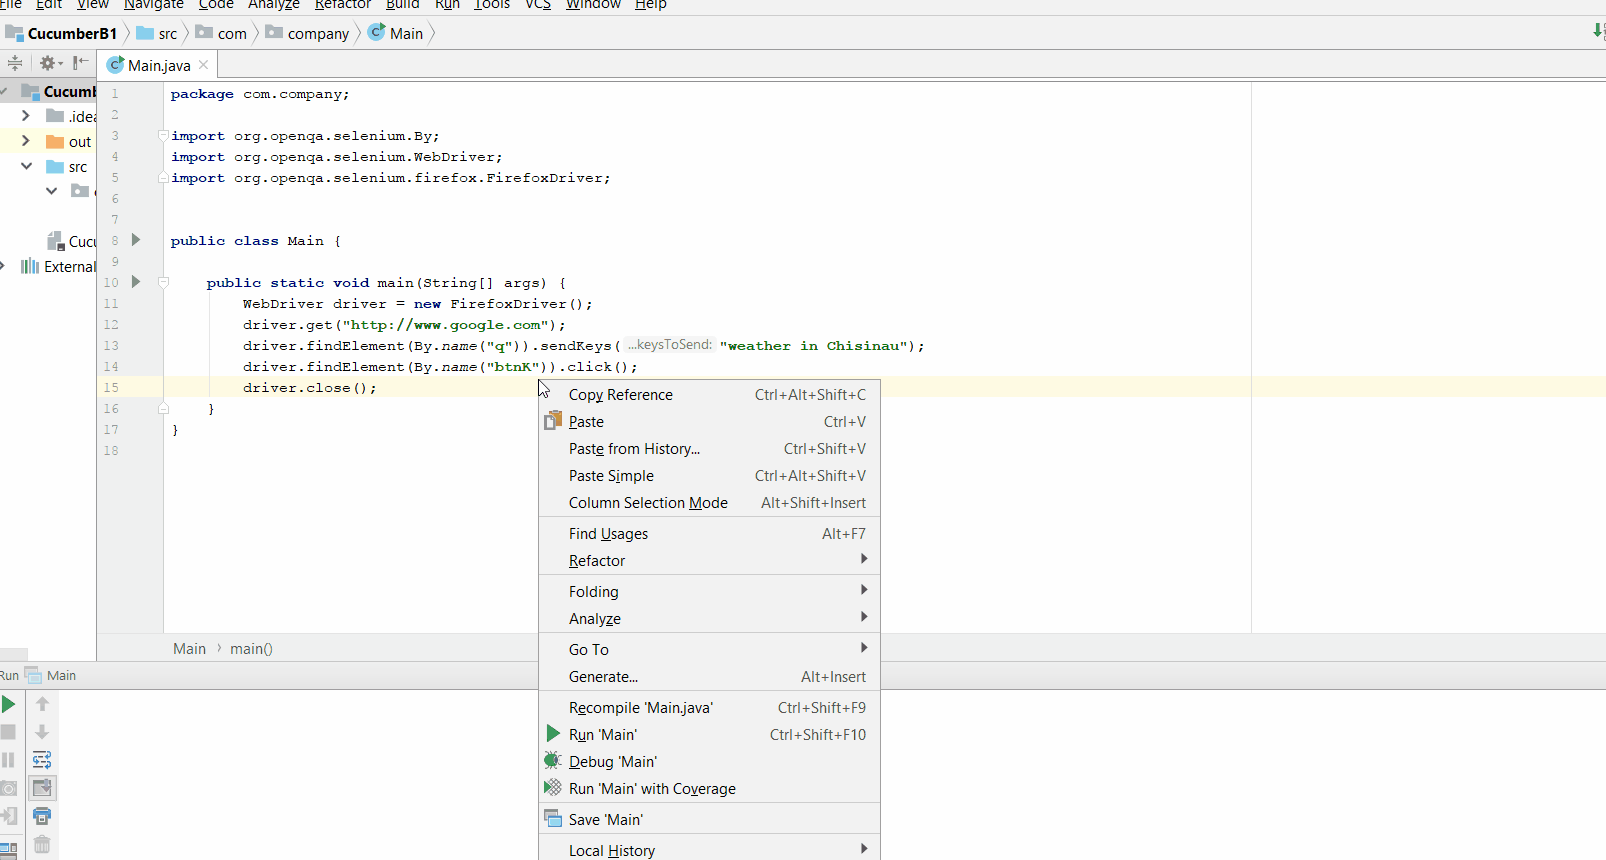 File Edit View Navigate Code Analyze Refactor Build Run Tools VCS Window Help
CucumberB1 src com company Main
Main.java
Cucumb
.idea
out
src
Cucu
External
1 package com.company;
2
3 import org.openqa.selenium.By;
4 import org.openqa.selenium.WebDriver;
5 import org.openqa.selenium.firefox.FirefoxDriver;
6
7
8 public class Main {
9
10 public static void main(String[] args) {
11 WebDriver driver = new FirefoxDriver();
12 driver.get("http://www.google.com");
13 driver.findElement(By.name("q")).sendKeys( ...keysToSend: "weather in Chisinau");
14 driver.findElement(By.name("btnK")).click();
15 driver.close();
16 }
17 }
18
Copy Reference Ctrl+Alt+Shift+C
Paste Ctrl+V
Paste from History... Ctrl+Shift+V
Paste Simple Ctrl+Alt+Shift+V
Column Selection Mode Alt+Shift+Insert
Find Usages Alt+F7
Refactor
Folding
Analyze
Go To
Generate... Alt+Insert
Recompile 'Main.java' Ctrl+Shift+F9
Run 'Main' Ctrl+Shift+F10
Debug 'Main'
Run 'Main' with Coverage
Save 'Main'
Local History
Main main()
Run Main